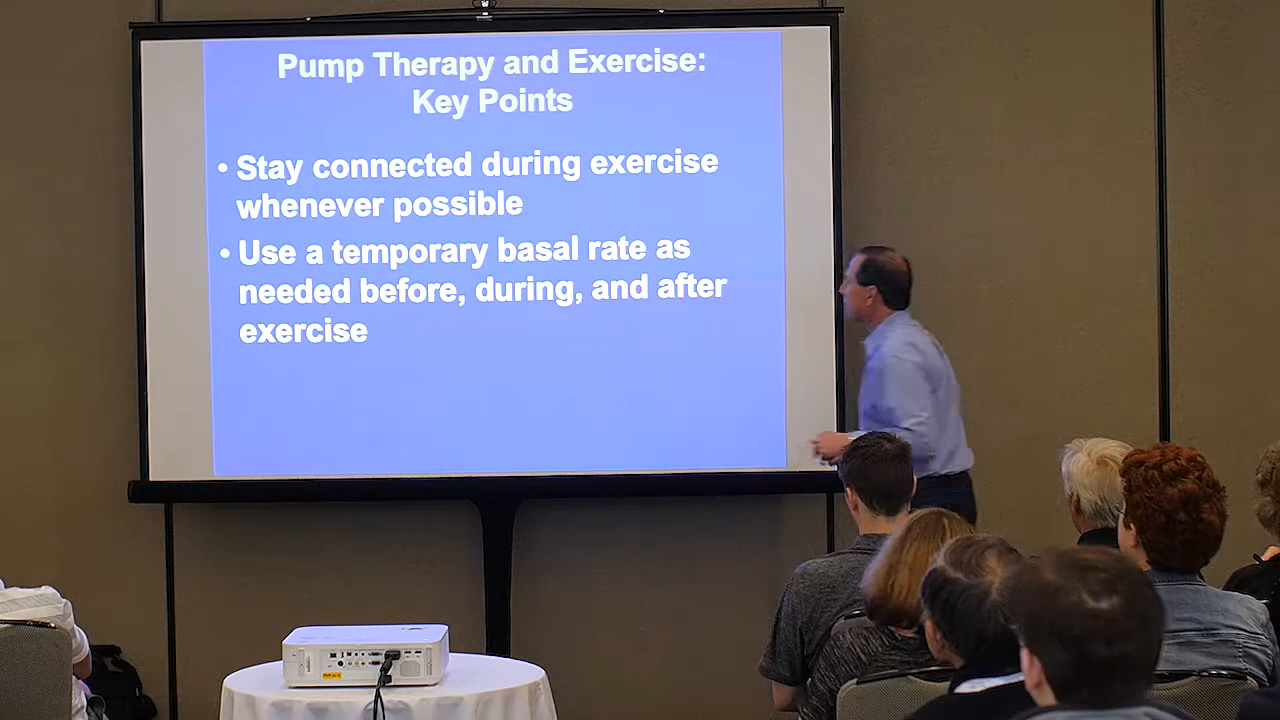 Pump Therapy and Exercise:
Key Points
• Stay connected during exercise
whenever possible
• Use a temporary basal rate as
needed before, during, and after
exercise